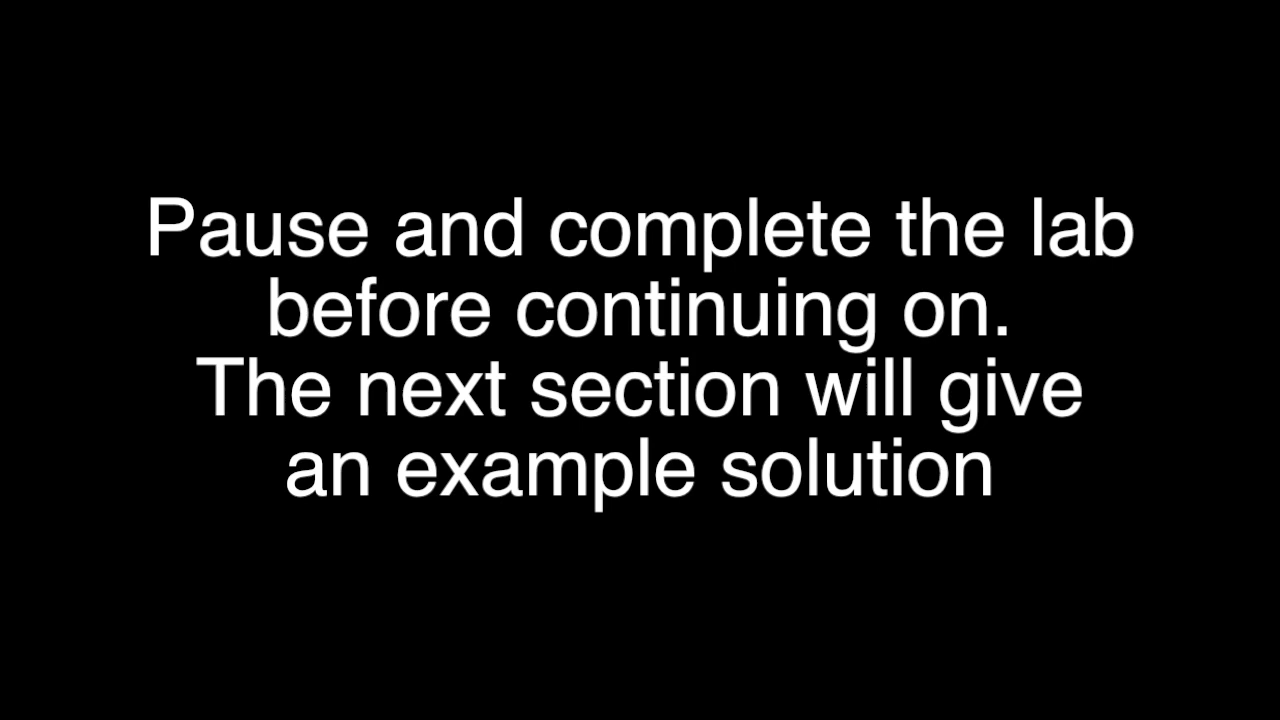 Pause and complete the lab
before continuing on.
The next section will give
an example solution